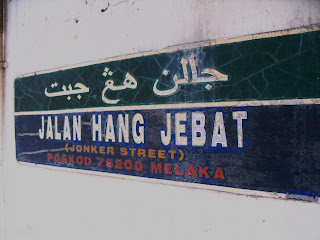 جالن هڠ جبت
JALAN HANG JEBAT
(JONKER STREET)
POSKOD 75200 MELAKA